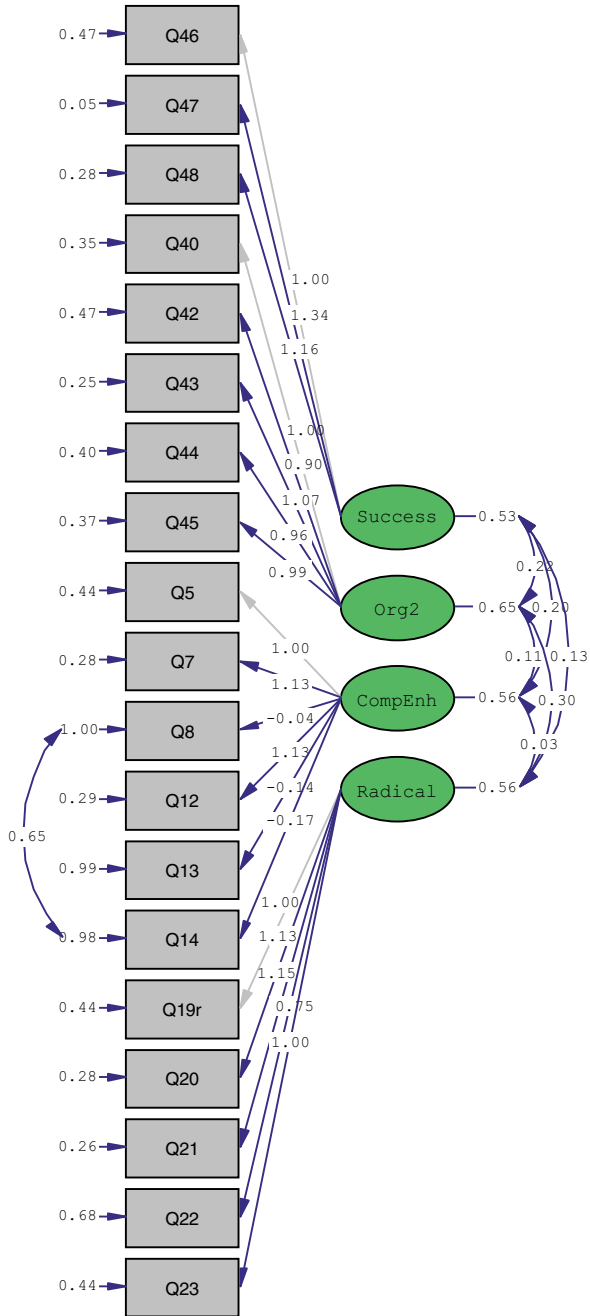 0.47 Q46
0.05 Q47
0.28 Q48
0.35 Q40
1.00
0.47 Q42
1.34
1.16
0.25 Q43
1.00
0.40 Q44
0.90
1.07
0.37 Q45
Success 0.53
0.96
0.99
0.22
0.44 Q5
Org2 0.65 0.20
1.00
0.28 Q7
0.11 0.13
1.13
CompEnh 0.56 0.30
1.00 Q8
-0.04
0.03
1.13
0.29 Q12
-0.14
Radical 0.56
-0.17
0.65
0.99 Q13
1.00
0.98 Q14
1.13
1.15
0.44 Q19r
0.75
1.00
0.28 Q20
0.26 Q21
0.68 Q22
0.44 Q23